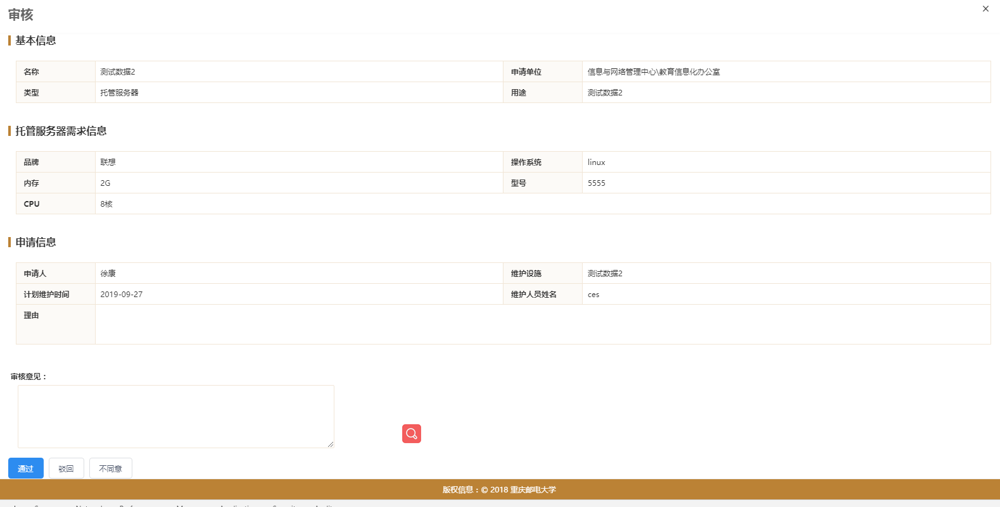 审核
基本信息
名称 测试数据2 申请单位 信息与网络管理中心\教育信息化办公室
类型 托管服务器 用途 测试数据2
托管服务器需求信息
品牌 联想 操作系统 linux
内存 2G 型号 5555
CPU 8核
申请信息
申请人 徐康 维护设施 测试数据2
计划维护时间 2019-09-27 维护人员姓名 ces
理由
审核意见：
通过 驳回 不同意
版权信息：© 2018 重庆邮电大学